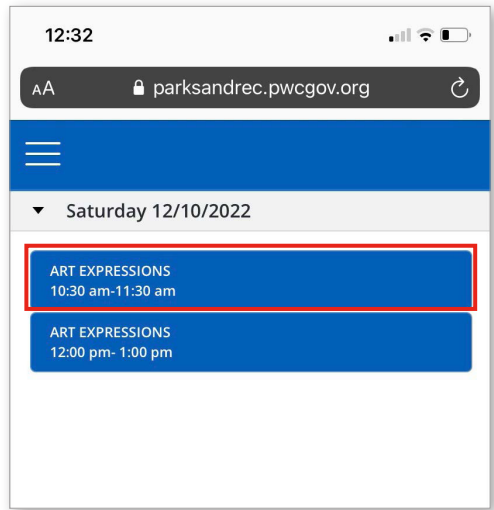 12:32
AA parksandrec.pwcgov.org
Saturday 12/10/2022
ART EXPRESSIONS
10:30 am-11:30 am
ART EXPRESSIONS
12:00 pm- 1:00 pm